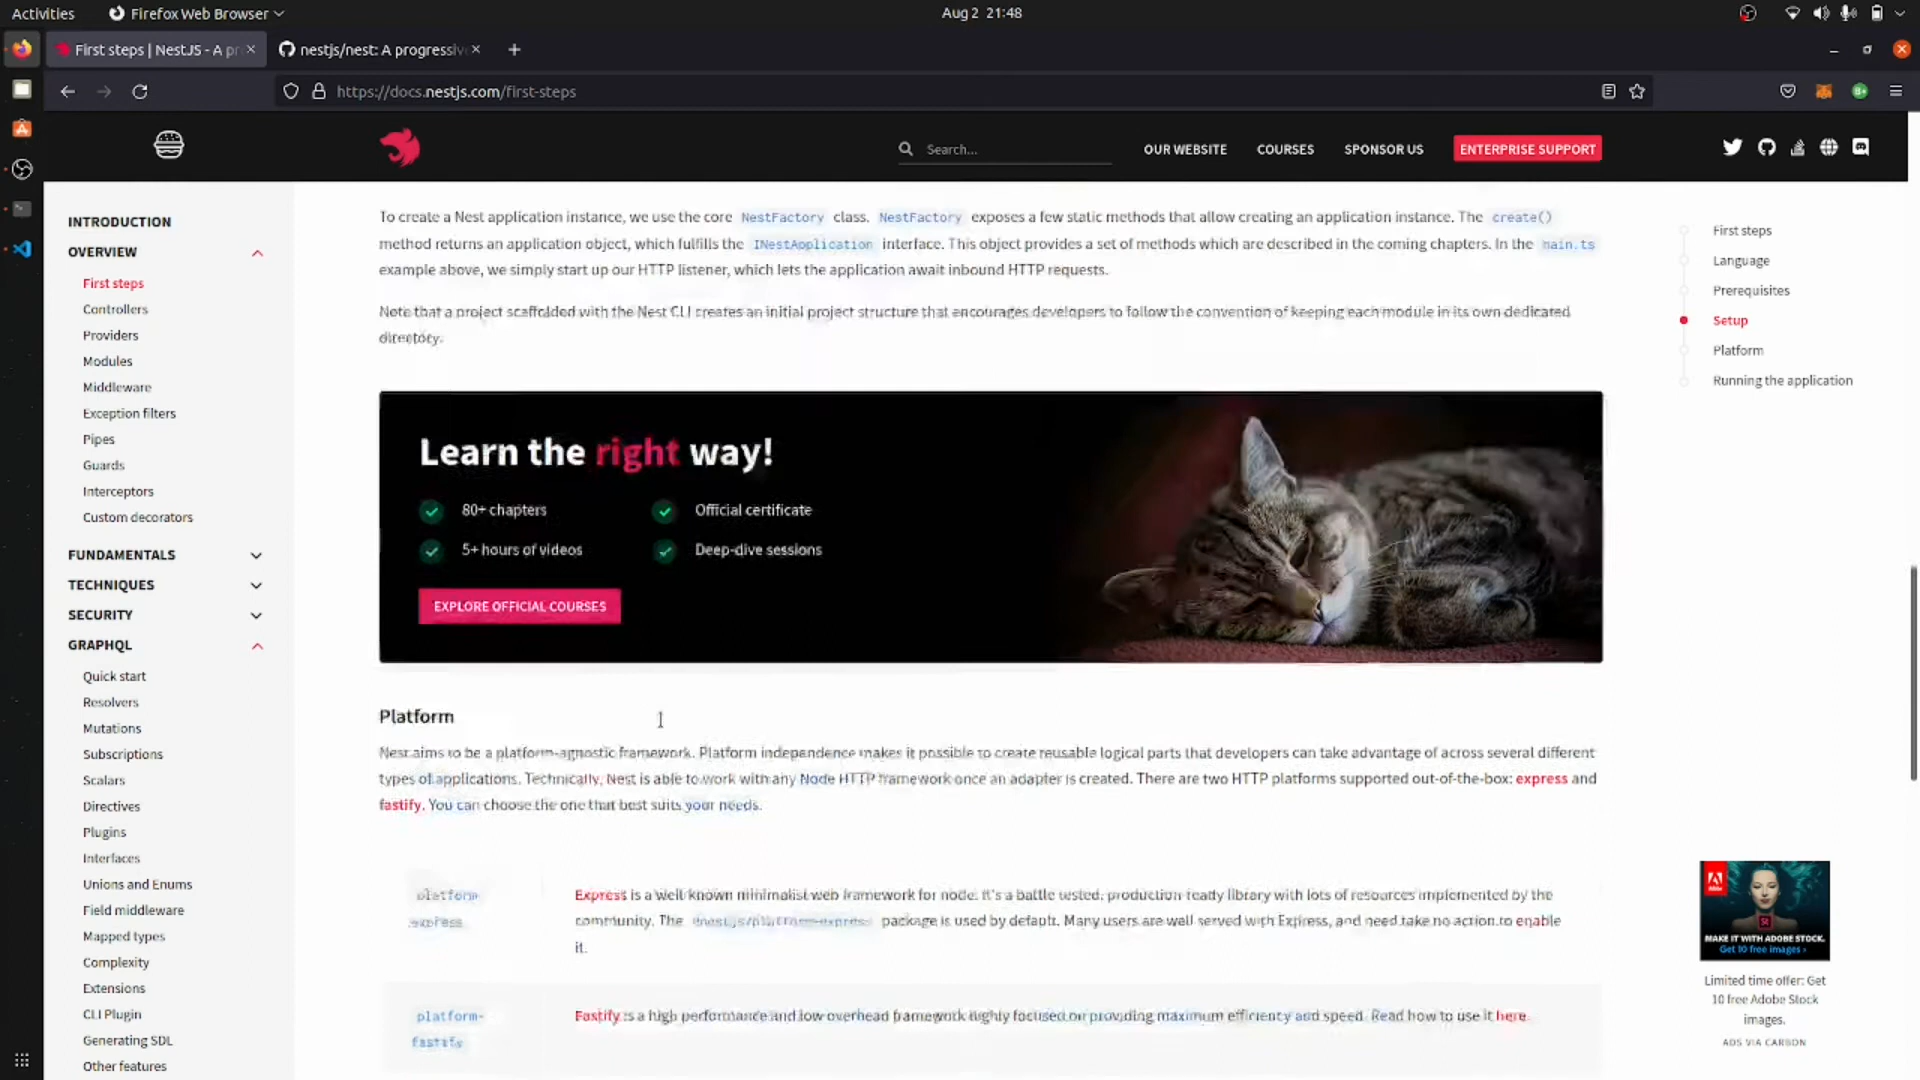 Activities
Firefox Web Browser
Aug 2 21:48
First steps | NestJS - A pr
nestjs/nest: A progressiv
https://docs.nestjs.com/first-steps
Search...
OUR WEBSITE
COURSES
SPONSOR US
ENTERPRISE SUPPORT
INTRODUCTION
OVERVIEW
First steps
Controllers
Providers
Modules
Middleware
Exception filters
Pipes
Guards
Interceptors
Custom decorators
FUNDAMENTALS
TECHNIQUES
SECURITY
GRAPHQL
Quick start
Resolvers
Mutations
Subscriptions
Scalars
Directives
Plugins
Interfaces
Unions and Enums
Field middleware
Mapped types
Complexity
Extensions
CLI Plugin
Generating SDL
Other features
To create a Nest application instance, we use the core NestFactory class. NestFactory exposes a few static methods that allow creating an application instance. The create()
method returns an application object, which fulfills the INestApplication interface. This object provides a set of methods which are described in the coming chapters. In the main.ts
example above, we simply start up our HTTP listener, which lets the application await inbound HTTP requests.
Note that a project scaffolded with the Nest CLI creates an initial project structure that encourages developers to follow the convention of keeping each module in its own dedicated
directory.
Learn the right way!
80+ chapters
Official certificate
5+ hours of videos
Deep-dive sessions
EXPLORE OFFICIAL COURSES
Platform
Nest aims to be a platform-agnostic framework. Platform independence makes it possible to create reusable logical parts that developers can take advantage of across several different
types of applications. Technically, Nest is able to work with any Node HTTP framework once an adapter is created. There are two HTTP platforms supported out-of-the-box: express and
fastify. You can choose the one that best suits your needs.
platform-
express
Express is a well-known minimalist web framework for node. It's a battle tested, production-ready library with lots of resources implemented by the
community. The @nestjs/platform-express package is used by default. Many users are well served with Express, and need take no action to enable
it.
platform-
fastify
Fastify is a high performance and low overhead framework highly focused on providing maximum efficiency and speed. Read how to use it here.
First steps
Language
Prerequisites
Setup
Platform
Running the application
MAKE IT WITH ADOBE STOCK.
Get 10 free images ›
Limited time offer: Get
10 free Adobe Stock
images.
ADS VIA CARBON